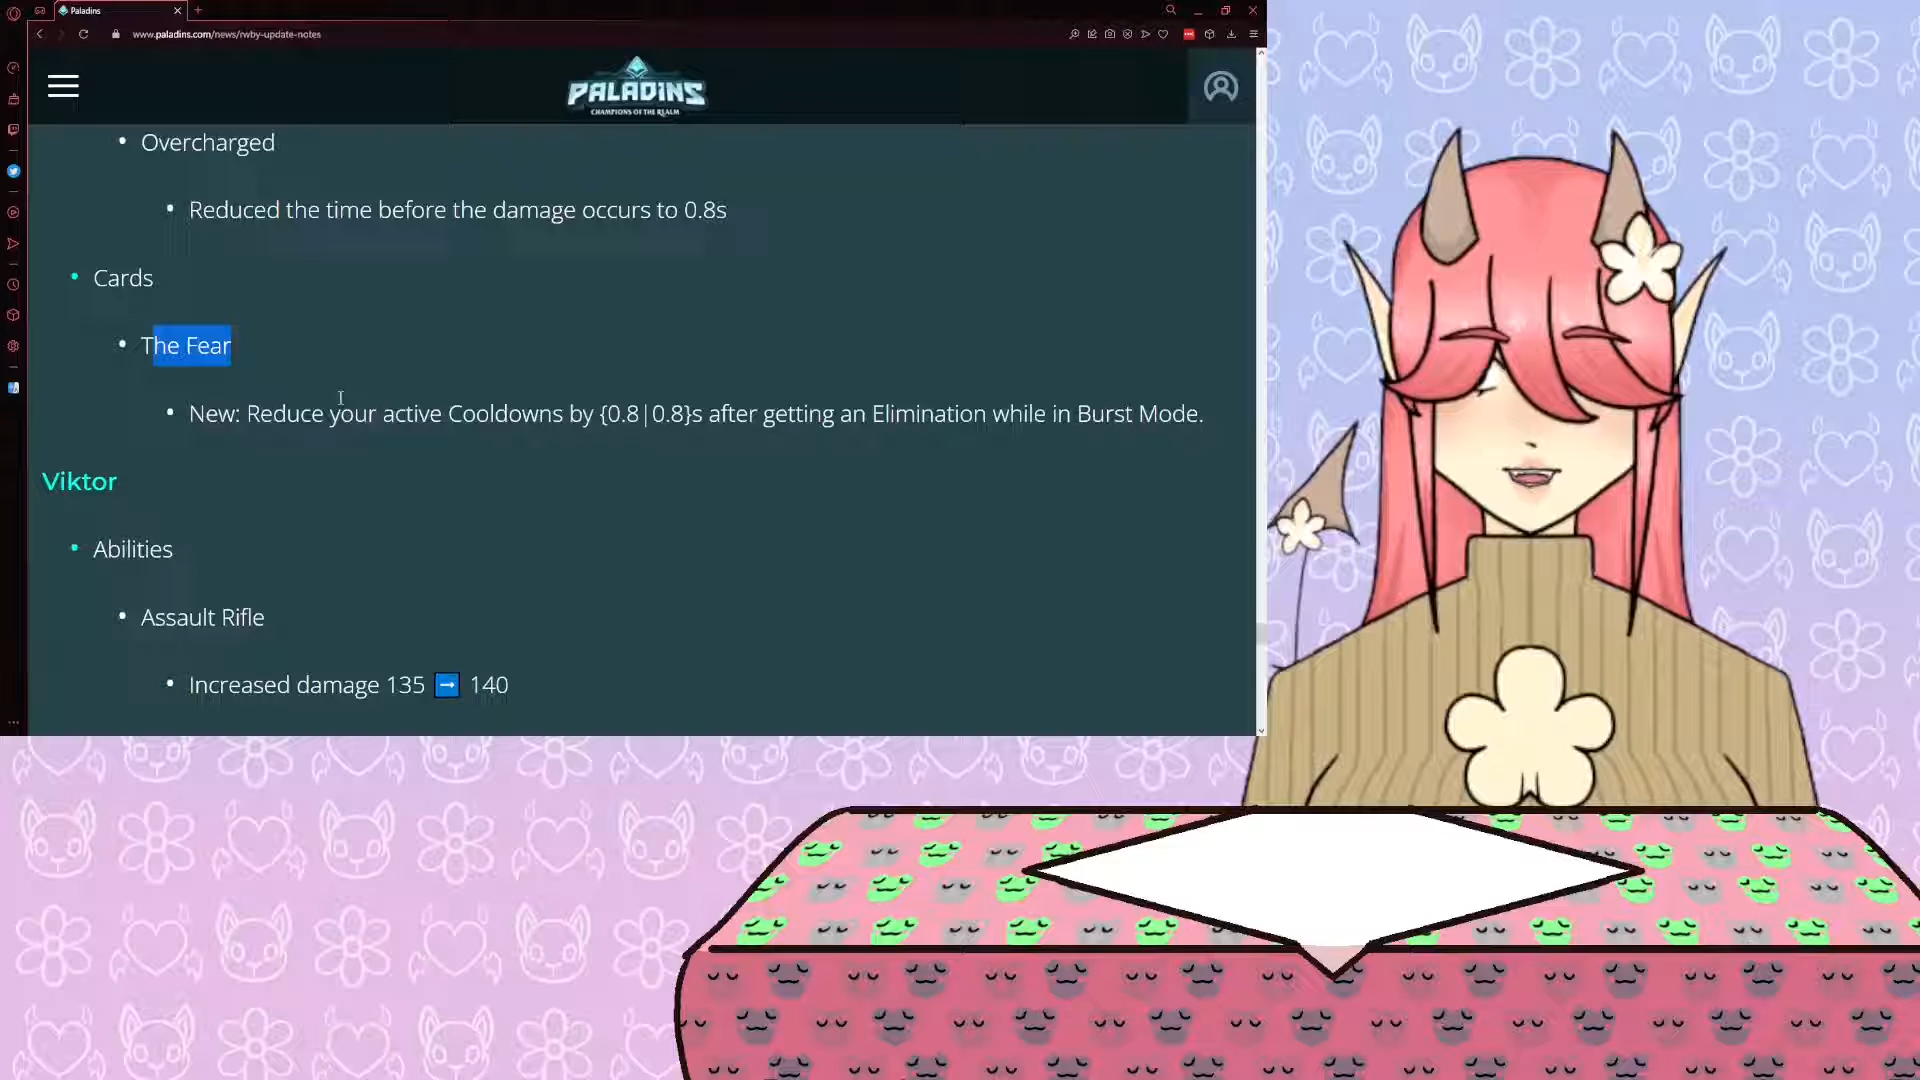 Paladins
www.paladins.com/news/rwby-update-notes
PALADINS
CHAMPIONS OF THE REALM
Overcharged
Reduced the time before the damage occurs to 0.8s
Cards
The Fear
New: Reduce your active Cooldowns by {0.8|0.8}s after getting an Elimination while in Burst Mode.
Viktor
Abilities
Assault Rifle
Increased damage 135 ➡ 140